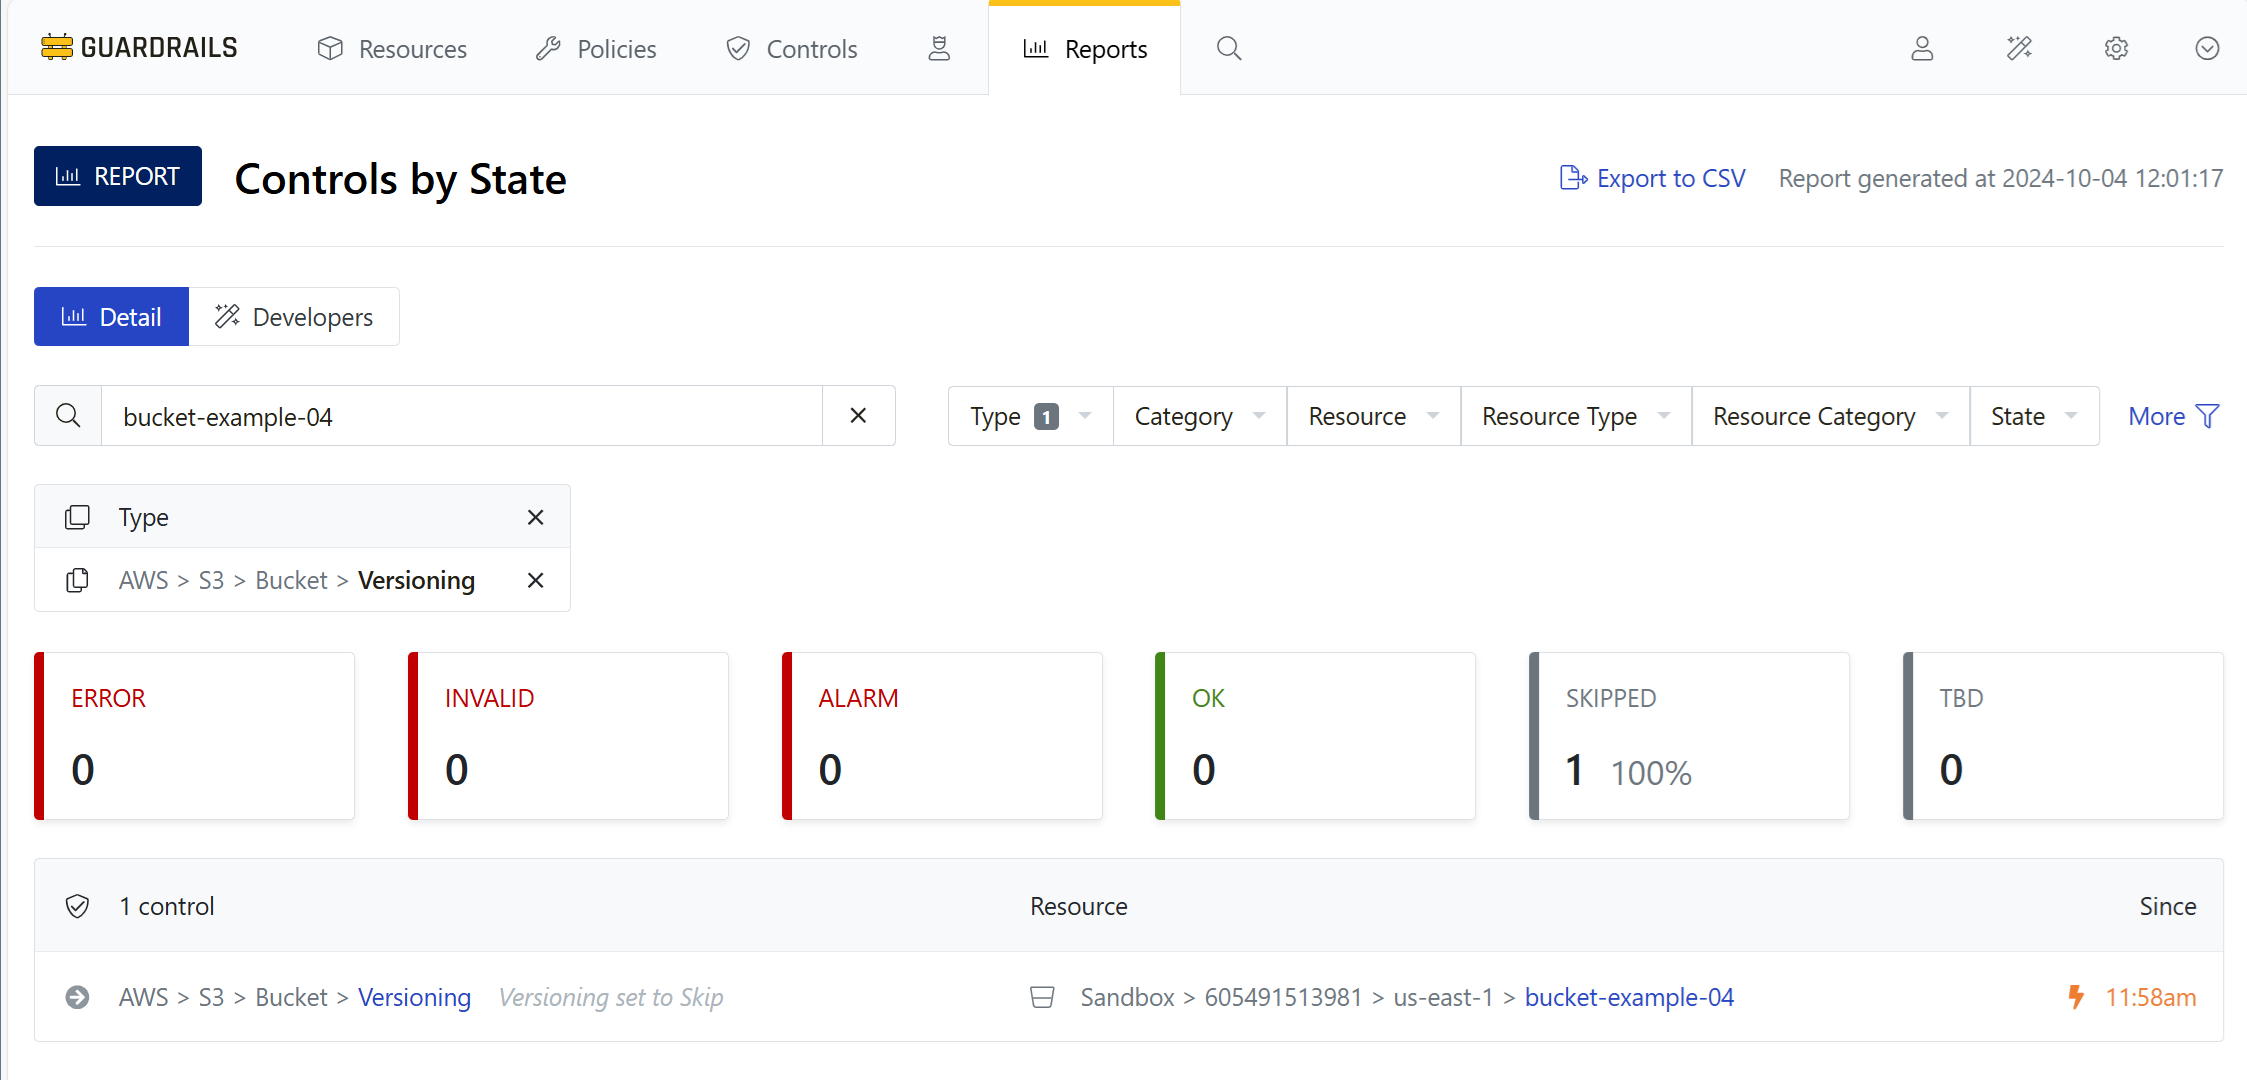 GUARDRAILS Resources Policies Controls Reports
REPORT Controls by State Export to CSV Report generated at 2024-10-04 12:01:17
Detail Developers
bucket-example-04 Type 1 Category Resource Resource Type Resource Category State More
Type
AWS > S3 > Bucket > Versioning
ERROR INVALID ALARM OK SKIPPED TBD
0 0 0 0 1 100% 0
1 control Resource Since
AWS > S3 > Bucket > Versioning Versioning set to Skip Sandbox > 605491513981 > us-east-1 > bucket-example-04 11:58am